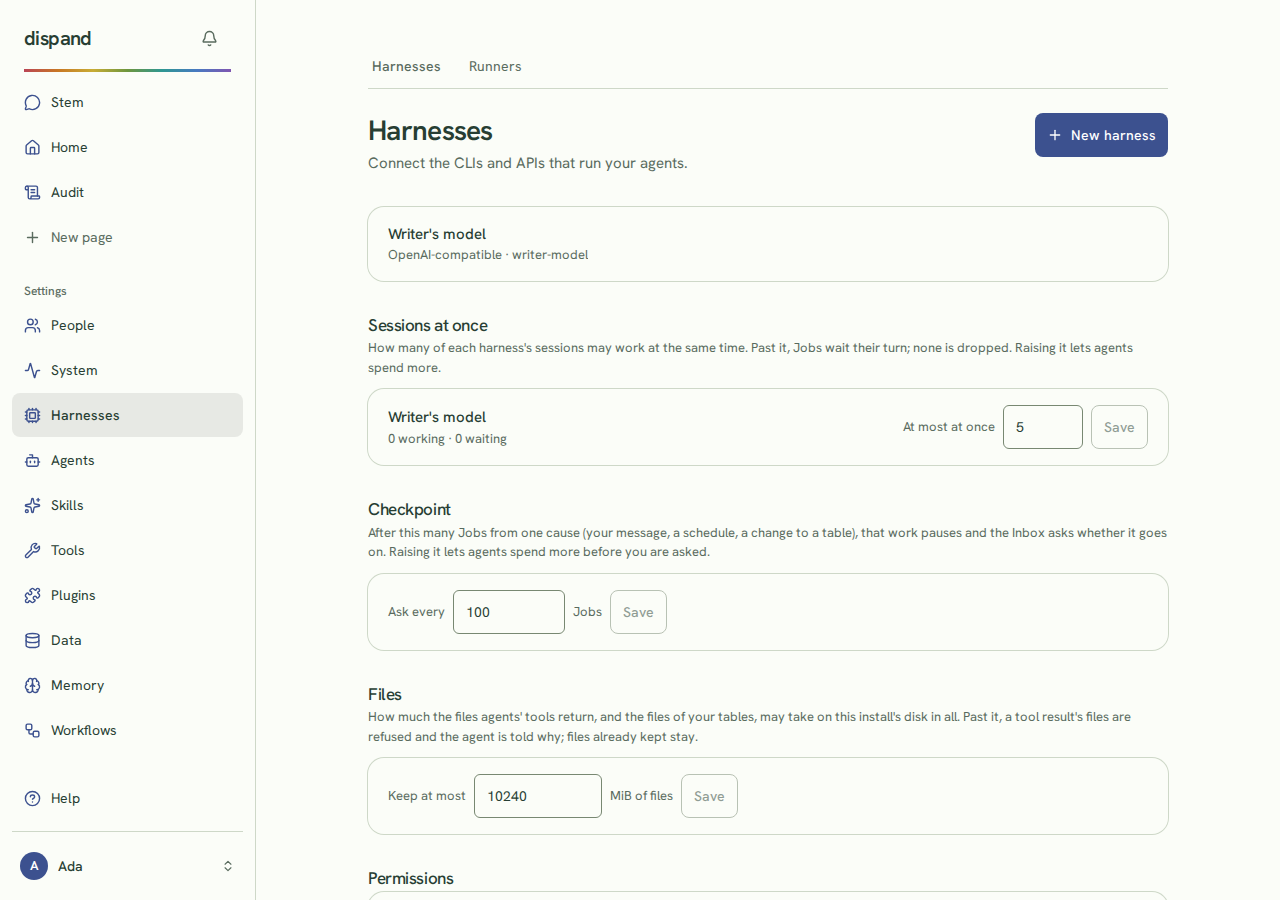 dispand
Stem
Home
Audit
New page
Settings
People
System
Harnesses
Agents
Skills
Tools
Plugins
Data
Memory
Workflows
Help
A
Ada
Harnesses
Runners
Harnesses
Connect the CLIs and APIs that run your agents.
New harness
Writer's model
OpenAI-compatible · writer-model
Sessions at once
How many of each harness's sessions may work at the same time. Past it, Jobs wait their turn; none is dropped. Raising it lets agents
spend more.
Writer's model
0 working · 0 waiting
At most at once
5
Save
Checkpoint
After this many Jobs from one cause (your message, a schedule, a change to a table), that work pauses and the Inbox asks whether it goes
on. Raising it lets agents spend more before you are asked.
Ask every
100
Jobs
Save
Files
How much the files agents' tools return, and the files of your tables, may take on this install's disk in all. Past it, a tool result's files are
refused and the agent is told why; files already kept stay.
Keep at most
10240
MiB of files
Save
Permissions